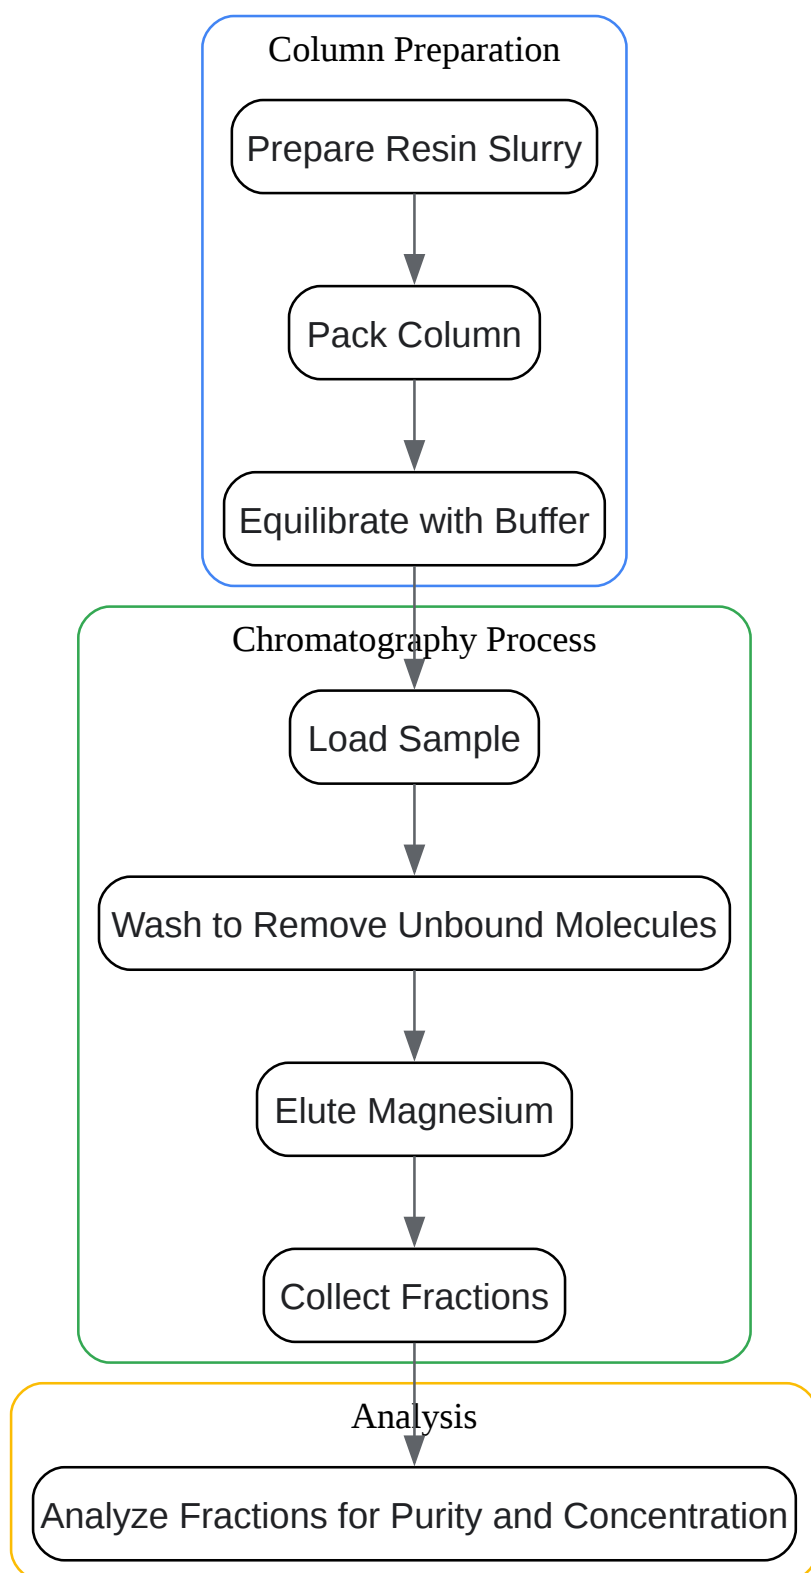 Column Preparation
Prepare Resin Slurry
Pack Column
Equilibrate with Buffer
Chromatography Process
Load Sample
Wash to Remove Unbound Molecules
Elute Magnesium
Collect Fractions
Analysis
Analyze Fractions for Purity and Concentration